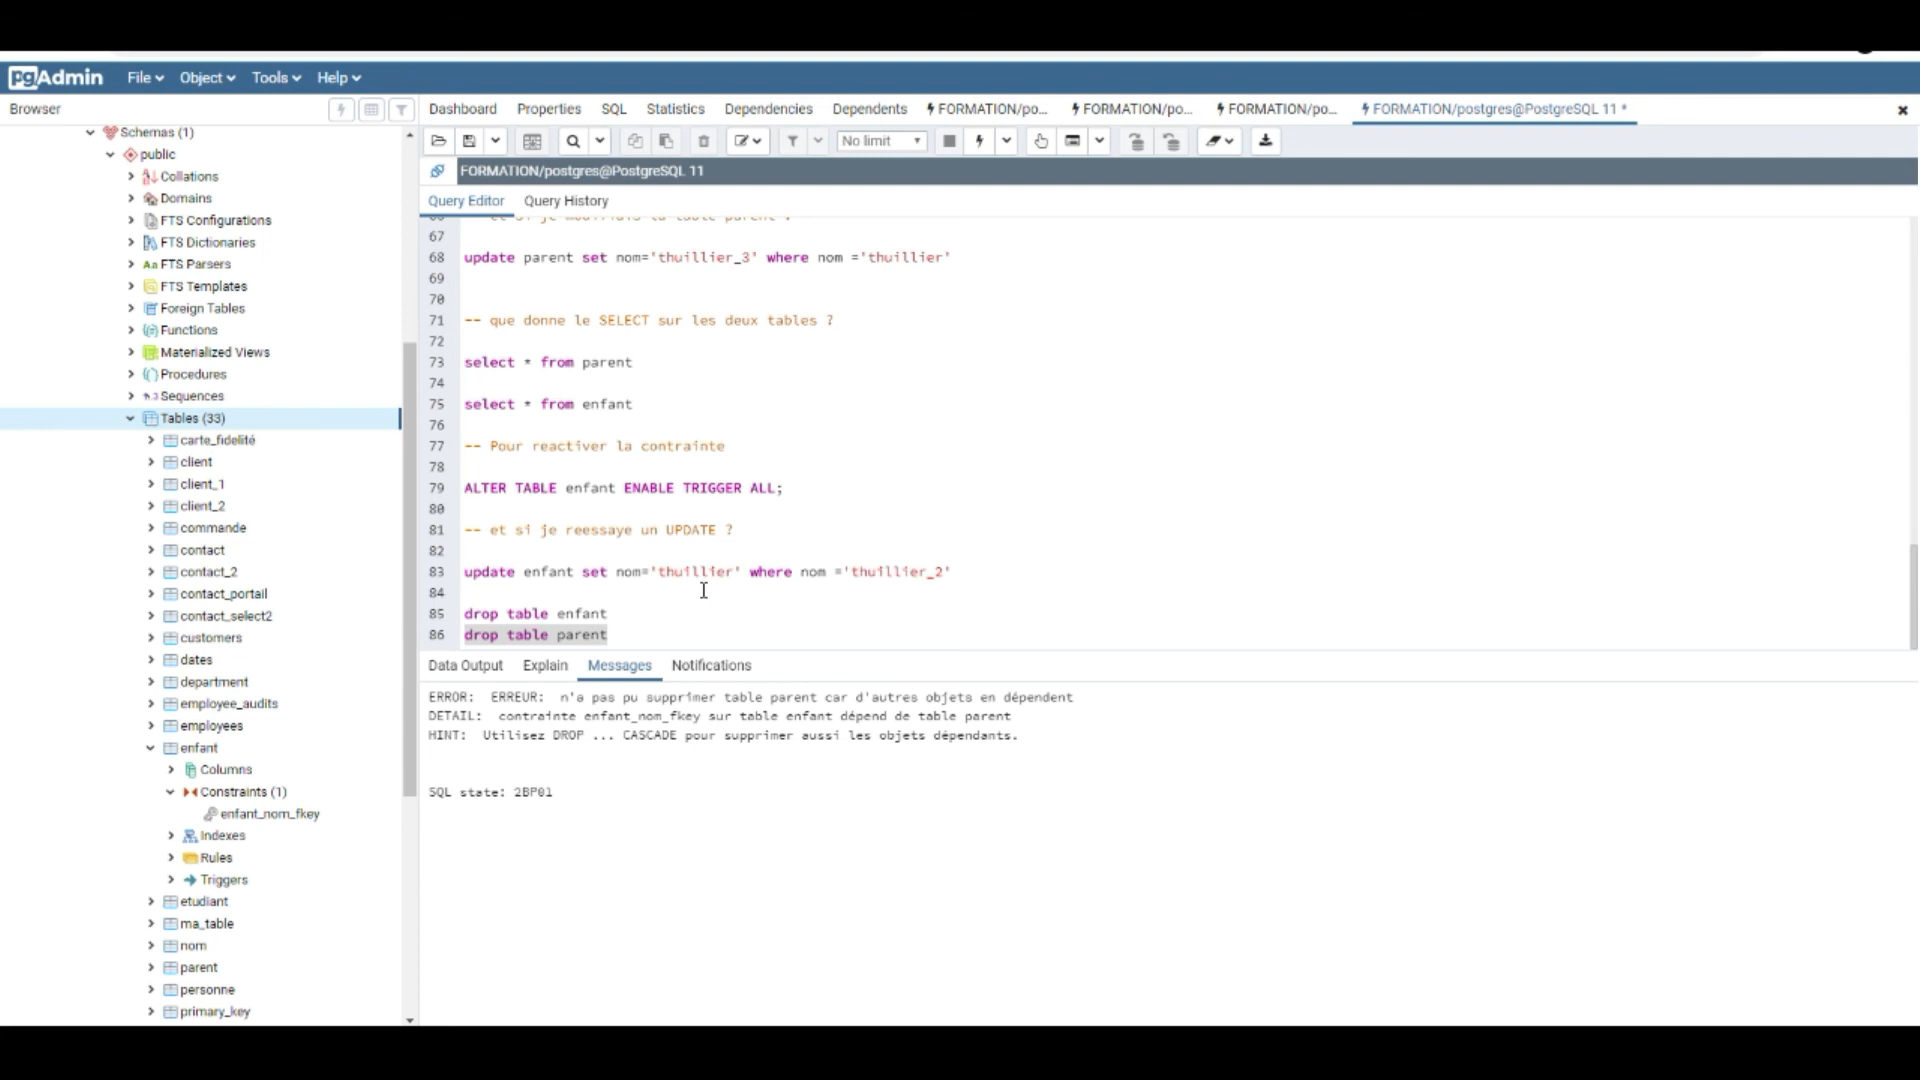 pgAdmin File Object Tools Help
Browser
Dashboard Properties SQL Statistics Dependencies Dependents FORMATION/po... FORMATION/po... FORMATION/po... FORMATION/postgres@PostgreSQL 11 *
No limit
FORMATION/postgres@PostgreSQL 11
Query Editor Query History
Schemas (1)
public
Collations
Domains
FTS Configurations
FTS Dictionaries
Aa FTS Parsers
FTS Templates
Foreign Tables
Functions
Materialized Views
Procedures
1..3 Sequences
Tables (33)
carte_fidelité
client
client_1
client_2
commande
contact
contact_2
contact_portail
contact_select2
customers
dates
department
employee_audits
employees
enfant
Columns
Constraints (1)
enfant_nom_fkey
Indexes
Rules
Triggers
etudiant
ma_table
nom
parent
personne
primary_key
67
68 update parent set nom='thuillier_3' where nom ='thuillier'
69
70
71 -- que donne le SELECT sur les deux tables ?
72
73 select * from parent
74
75 select * from enfant
76
77 -- Pour reactiver la contrainte
78
79 ALTER TABLE enfant ENABLE TRIGGER ALL;
80
81 -- et si je reessaye un UPDATE ?
82
83 update enfant set nom='thuillier' where nom ='thuillier_2'
84
85 drop table enfant
86 drop table parent
Data Output Explain Messages Notifications
ERROR: ERREUR: n'a pas pu supprimer table parent car d'autres objets en dépendent
DETAIL: contrainte enfant_nom_fkey sur table enfant dépend de table parent
HINT: Utilisez DROP ... CASCADE pour supprimer aussi les objets dépendants.
SQL state: 2BP01